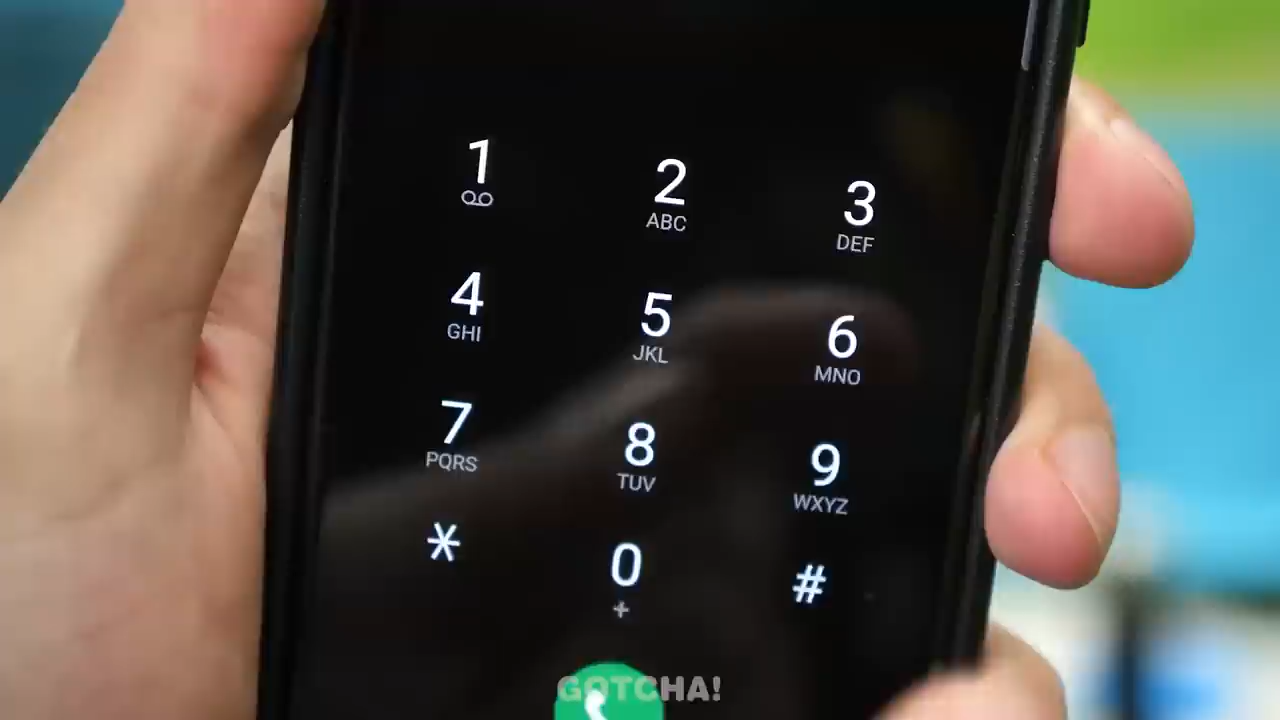 1 2 3
ABC DEF
4 5 6
GHI JKL MNO
7 8 9
PQRS TUV WXYZ
* 0 #
+
GOTCHA!